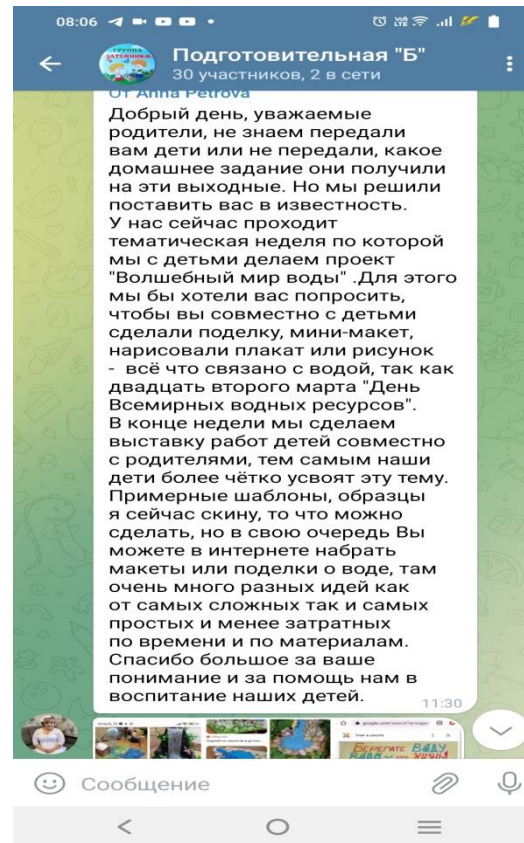 08:06
ГРУППА
ЗАТЕЙНИКИ
Подготовительная "Б"
30 участников, 2 в сети
От Anna Petrova
Добрый день, уважаемые
родители, не знаем передали
вам дети или не передали, какое
домашнее задание они получили
на эти выходные. Но мы решили
поставить вас в известность.
У нас сейчас проходит
тематическая неделя по которой
мы с детьми делаем проект
"Волшебный мир воды" .Для этого
мы бы хотели вас попросить,
чтобы вы совместно с детьми
сделали поделку, мини-макет,
нарисовали плакат или рисунок
- всё что связано с водой, так как
двадцать второго марта "День
Всемирных водных ресурсов".
В конце недели мы сделаем
выставку работ детей совместно
с родителями, тем самым наши
дети более чётко усвоят эту тему.
Примерные шаблоны, образцы
я сейчас скину, то что можно
сделать, но в свою очередь Вы
можете в интернете набрать
макеты или поделки о воде, там
очень много разных идей как
от самых сложных так и самых
простых и менее затратных
по времени и по материалам.
Спасибо большое за ваше
понимание и за помощь нам в
воспитание наших детей.
11:30
БЕРЕГИТЕ ВОДУ
Сообщение